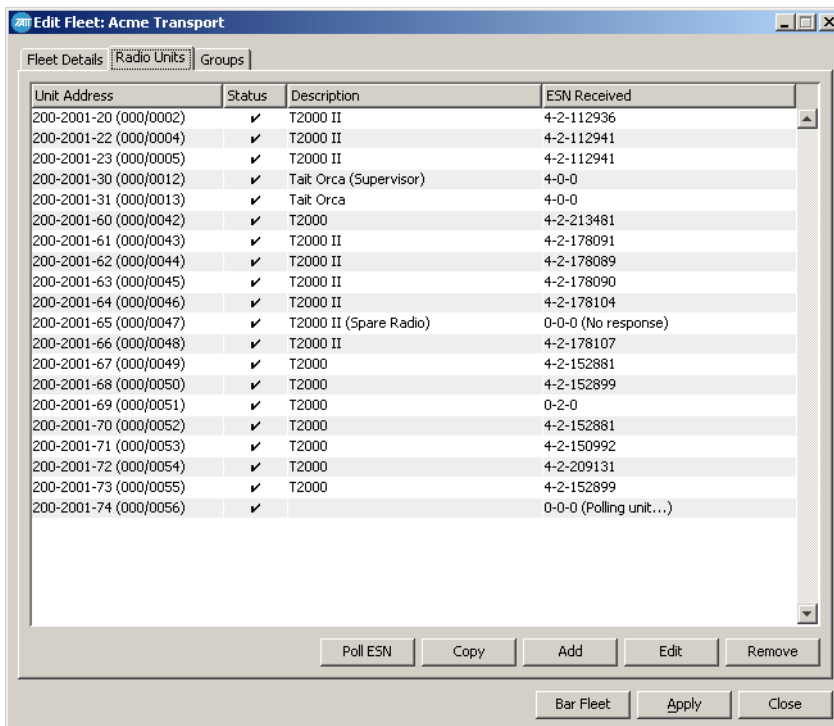 TAIT Edit Fleet: Acme Transport
Fleet Details Radio Units Groups
Unit Address Status Description ESN Received
200-2001-20 (000/0002) ✔ T2000 II 4-2-112936
200-2001-22 (000/0004) ✔ T2000 II 4-2-112941
200-2001-23 (000/0005) ✔ T2000 II 4-2-112941
200-2001-30 (000/0012) ✔ Tait Orca (Supervisor) 4-0-0
200-2001-31 (000/0013) ✔ Tait Orca 4-0-0
200-2001-60 (000/0042) ✔ T2000 4-2-213481
200-2001-61 (000/0043) ✔ T2000 II 4-2-178091
200-2001-62 (000/0044) ✔ T2000 II 4-2-178089
200-2001-63 (000/0045) ✔ T2000 II 4-2-178090
200-2001-64 (000/0046) ✔ T2000 II 4-2-178104
200-2001-65 (000/0047) ✔ T2000 II (Spare Radio) 0-0-0 (No response)
200-2001-66 (000/0048) ✔ T2000 II 4-2-178107
200-2001-67 (000/0049) ✔ T2000 4-2-152881
200-2001-68 (000/0050) ✔ T2000 4-2-152899
200-2001-69 (000/0051) ✔ T2000 0-2-0
200-2001-70 (000/0052) ✔ T2000 4-2-152881
200-2001-71 (000/0053) ✔ T2000 4-2-150992
200-2001-72 (000/0054) ✔ T2000 4-2-209131
200-2001-73 (000/0055) ✔ T2000 4-2-152899
200-2001-74 (000/0056) ✔ 0-0-0 (Polling unit...)
Poll ESN Copy Add Edit Remove
Bar Fleet Apply Close